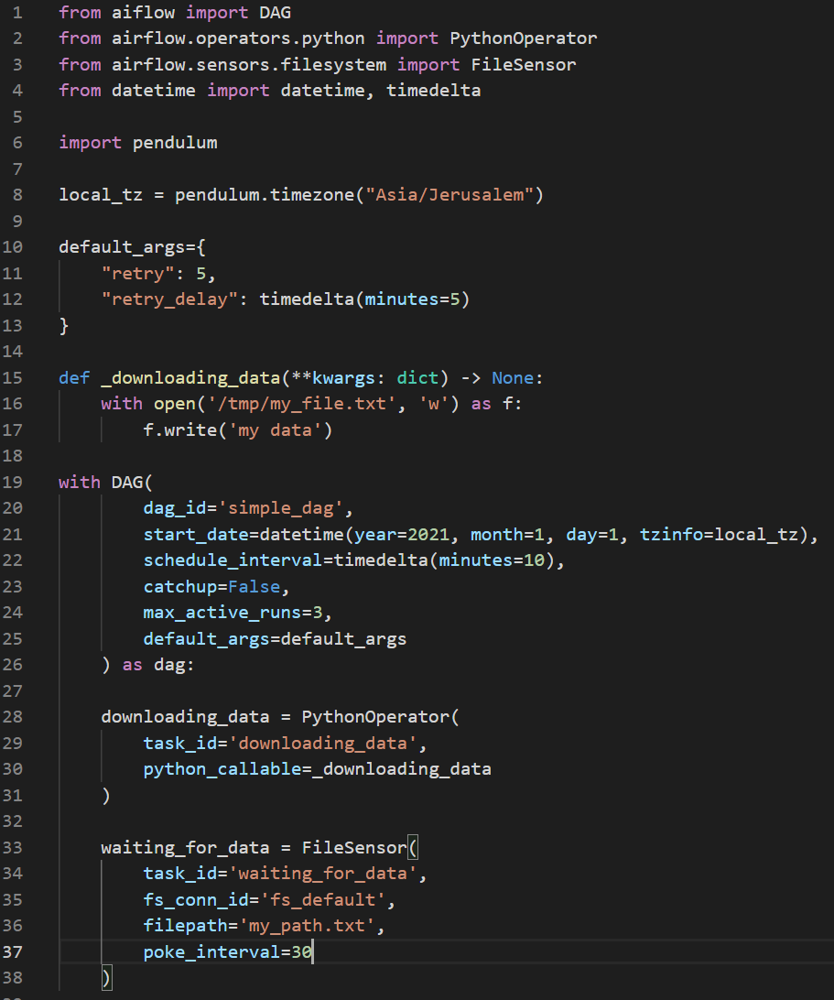 1 from aiflow import DAG
2 from airflow.operators.python import PythonOperator
3 from airflow.sensors.filesystem import FileSensor
4 from datetime import datetime, timedelta
5
6 import pendulum
7
8 local_tz = pendulum.timezone("Asia/Jerusalem")
9
10 default_args={
11     "retry": 5,
12     "retry_delay": timedelta(minutes=5)
13 }
14
15 def _downloading_data(**kwargs: dict) -> None:
16     with open('/tmp/my_file.txt', 'w') as f:
17         f.write('my data')
18
19 with DAG(
20         dag_id='simple_dag',
21         start_date=datetime(year=2021, month=1, day=1, tzinfo=local_tz),
22         schedule_interval=timedelta(minutes=10),
23         catchup=False,
24         max_active_runs=3,
25         default_args=default_args
26     ) as dag:
27
28     downloading_data = PythonOperator(
29         task_id='downloading_data',
30         python_callable=_downloading_data
31     )
32
33     waiting_for_data = FileSensor(
34         task_id='waiting_for_data',
35         fs_conn_id='fs_default',
36         filepath='my_path.txt',
37         poke_interval=30
38     )